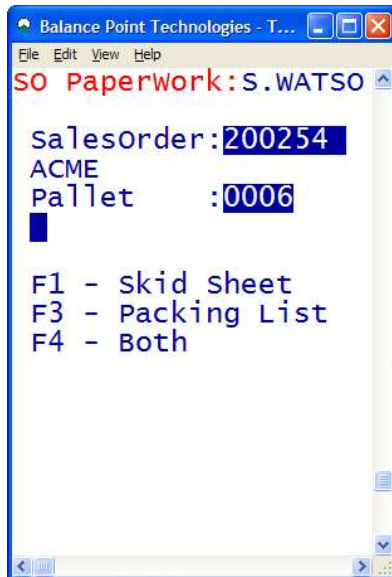 Balance Point Technologies - T...
File Edit View Help
SO PaperWork:S.WATSO
SalesOrder:200254
ACME
Pallet :0006
F1 - Skid Sheet
F3 - Packing List
F4 - Both